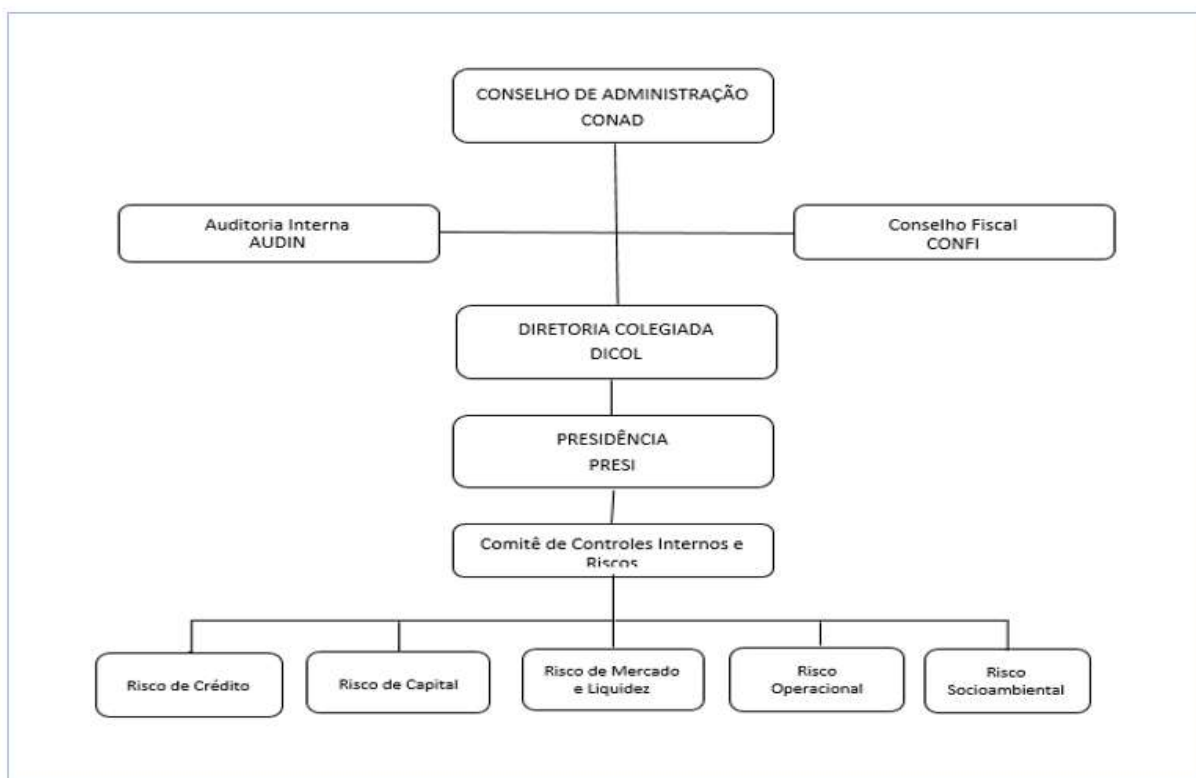 CONSELHO DE ADMINISTRAÇÃO
CONAD
Auditoria Interna
AUDIN
Conselho Fiscal
CONFI
DIRETORIA COLEGIADA
DICOL
PRESIDÊNCIA
PRESI
Comitê de Controles Internos e
Riscos
Risco de Crédito
Risco de Capital
Risco de Mercado
e Liquidez
Risco
Operacional
Risco
Socioambiental